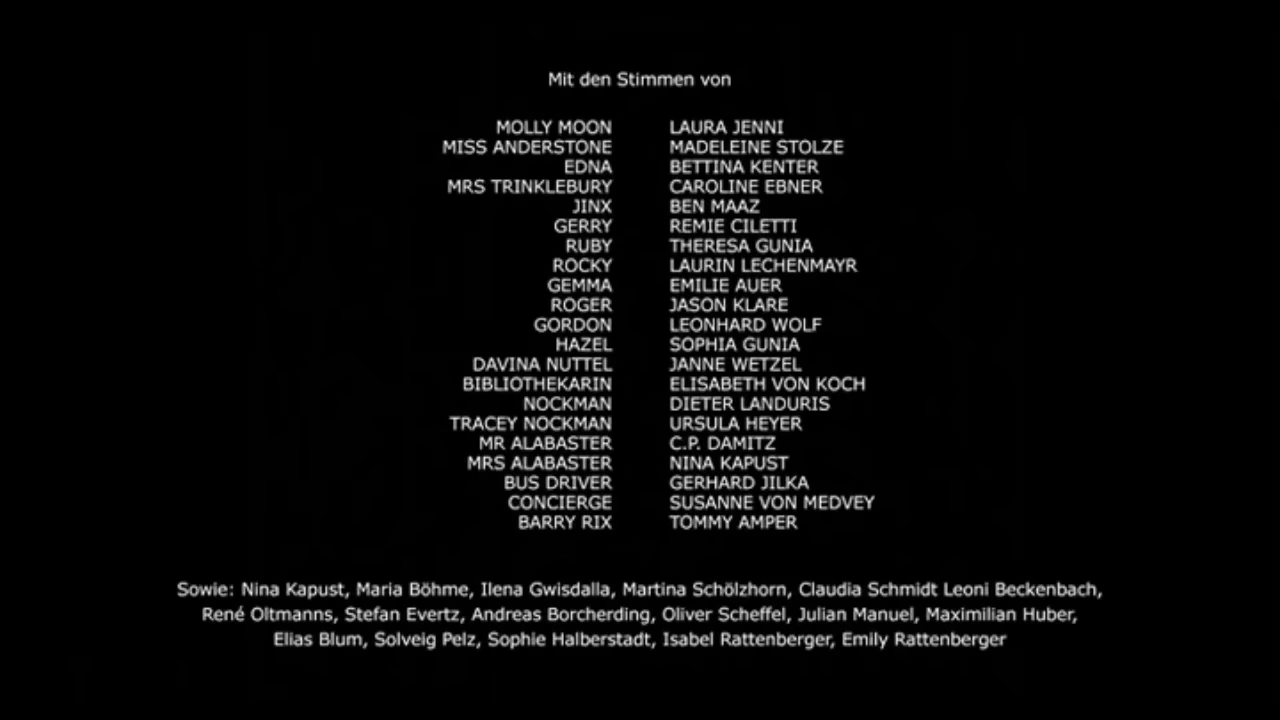 Mit den Stimmen von
MOLLY MOON LAURA JENNI
MISS ANDERSTONE MADELEINE STOLZE
EDNA BETTINA KENTER
MRS TRINKLEBURY CAROLINE EBNER
JINX BEN MAAZ
GERRY REMIE CILETTI
RUBY THERESA GUNIA
ROCKY LAURIN LECHENMAYR
GEMMA EMILIE AUER
ROGER JASON KLARE
GORDON LEONHARD WOLF
HAZEL SOPHIA GUNIA
DAVINA NUTTEL JANNE WETZEL
BIBLIOTHEKARIN ELISABETH VON KOCH
NOCKMAN DIETER LANDURIS
TRACEY NOCKMAN URSULA HEYER
MR ALABASTER C.P. DAMITZ
MRS ALABASTER NINA KAPUST
BUS DRIVER GERHARD JILKA
CONCIERGE SUSANNE VON MEDVEY
BARRY RIX TOMMY AMPER
Sowie: Nina Kapust, Maria Böhme, Ilena Gwisdalla, Martina Schölzhorn, Claudia Schmidt Leoni Beckenbach,
René Oltmanns, Stefan Evertz, Andreas Borcherding, Oliver Scheffel, Julian Manuel, Maximilian Huber,
Elias Blum, Solveig Pelz, Sophie Halberstadt, Isabel Rattenberger, Emily Rattenberger